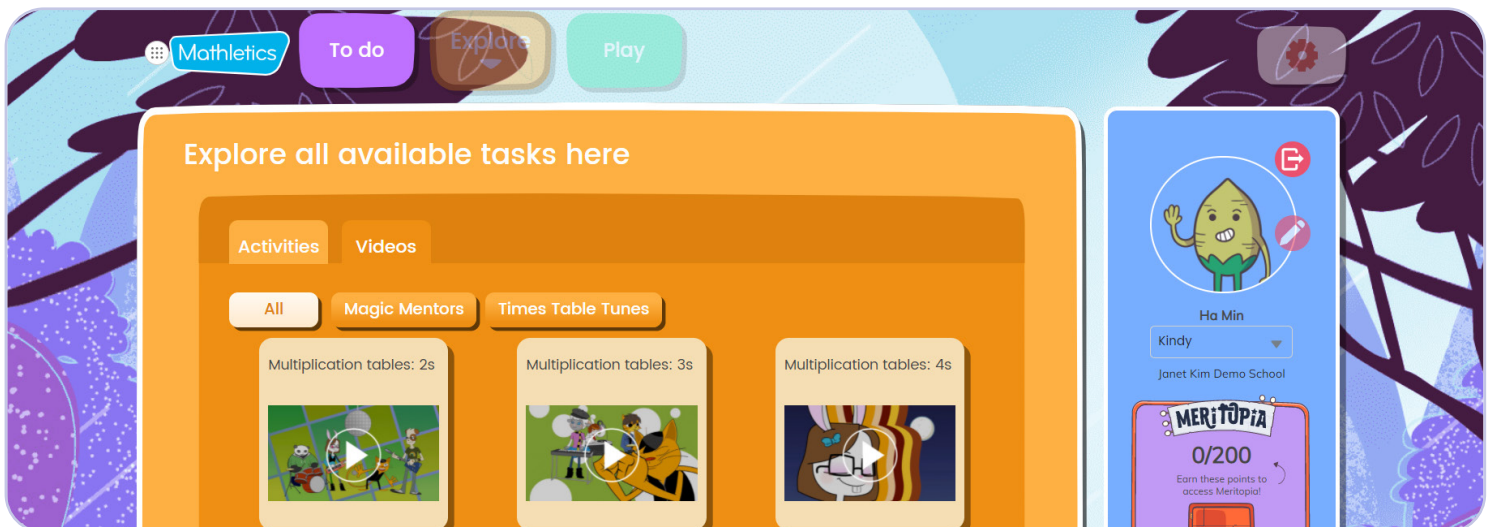 Mathletics
To do
Explore
Play
Explore all available tasks here
Activities
Videos
All
Magic Mentors
Times Table Tunes
Multiplication tables: 2s
Multiplication tables: 3s
Multiplication tables: 4s
Ha Min
Kindy
Janet Kim Demo School
MERITOPIA
0/200
Earn these points to
access Meritopia!